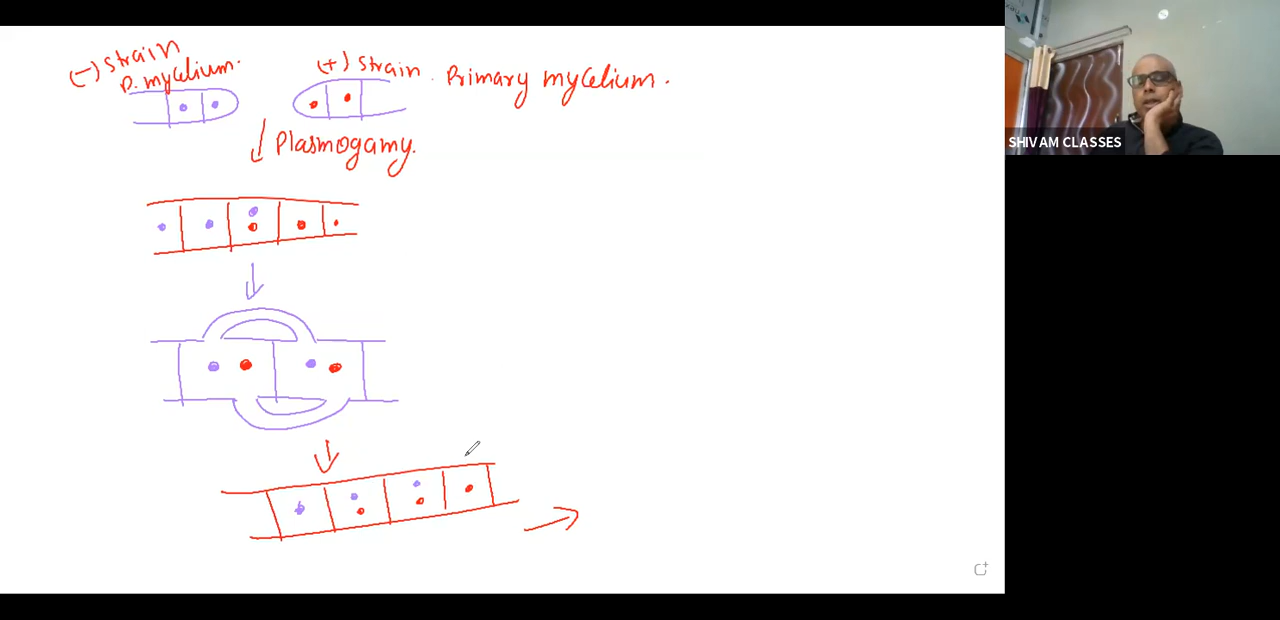 (-) Strain
P. mycelium.
(+) Strain
Primary mycelium.
Plasmogamy.
SHIVAM CLASSES